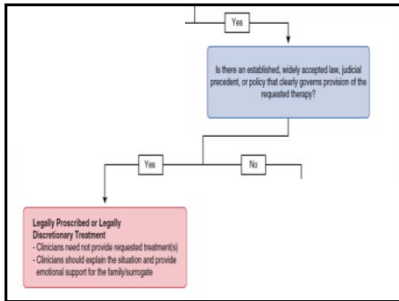 Yes
Is there an established, widely accepted law, judicial
precedent, or policy that clearly governs provision of the
requested therapy?
Yes
No
Legally Proscribed or Legally
Discretionary Treatment
- Clinicians need not provide requested treatment(s)
- Clinicians should explain the situation and provide
emotional support for the family/surrogate